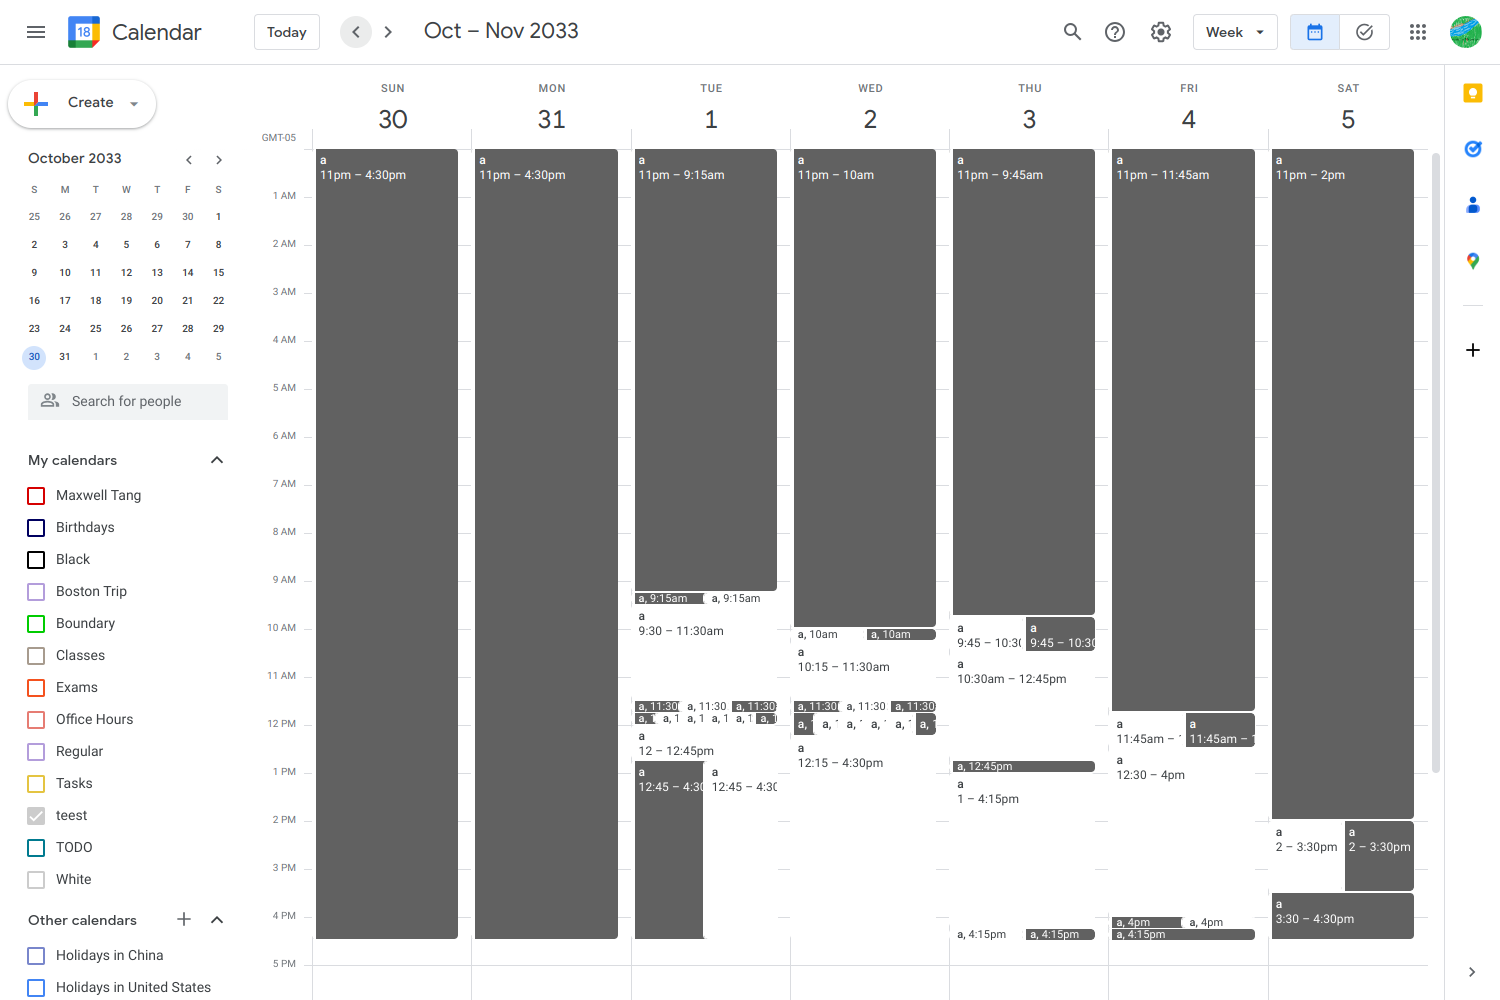 18 Calendar Today Oct – Nov 2033 Week
Create
October 2033
S M T W T F S
25 26 27 28 29 30 1
2 3 4 5 6 7 8
9 10 11 12 13 14 15
16 17 18 19 20 21 22
23 24 25 26 27 28 29
30 31 1 2 3 4 5
Search for people
My calendars
Maxwell Tang
Birthdays
Black
Boston Trip
Boundary
Classes
Exams
Office Hours
Regular
Tasks
teest
TODO
White
Other calendars
Holidays in China
Holidays in United States
SUN MON TUE WED THU FRI SAT
30 31 1 2 3 4 5
GMT-05
1 AM
2 AM
3 AM
4 AM
5 AM
6 AM
7 AM
8 AM
9 AM
10 AM
11 AM
12 PM
1 PM
2 PM
3 PM
4 PM
5 PM
a
11pm – 4:30pm
a
11pm – 4:30pm
a
11pm – 9:15am
a, 9:15am a, 9:15am
a
9:30 – 11:30am
a, 11:30 a, 11:30 a, 11:30
a, 1 a, 1 a, 1 a, 1 a, 1 a, 1
a
12 – 12:45pm
a a
12:45 – 4:30 12:45 – 4:30
a
11pm – 10am
a, 10am a, 10am
a
10:15 – 11:30am
a, 11:30 a, 11:30 a, 11:30
a, a, a, a, a, a,
a
12:15 – 4:30pm
a
11pm – 9:45am
a a
9:45 – 10:30 9:45 – 10:30
a
10:30am – 12:45pm
a, 12:45pm
a
1 – 4:15pm
a, 4:15pm a, 4:15pm
a
11pm – 11:45am
a a
11:45am – 11:45am – 1
a
12:30 – 4pm
a, 4pm a, 4pm
a, 4:15pm
a
11pm – 2pm
a a
2 – 3:30pm 2 – 3:30pm
a
3:30 – 4:30pm